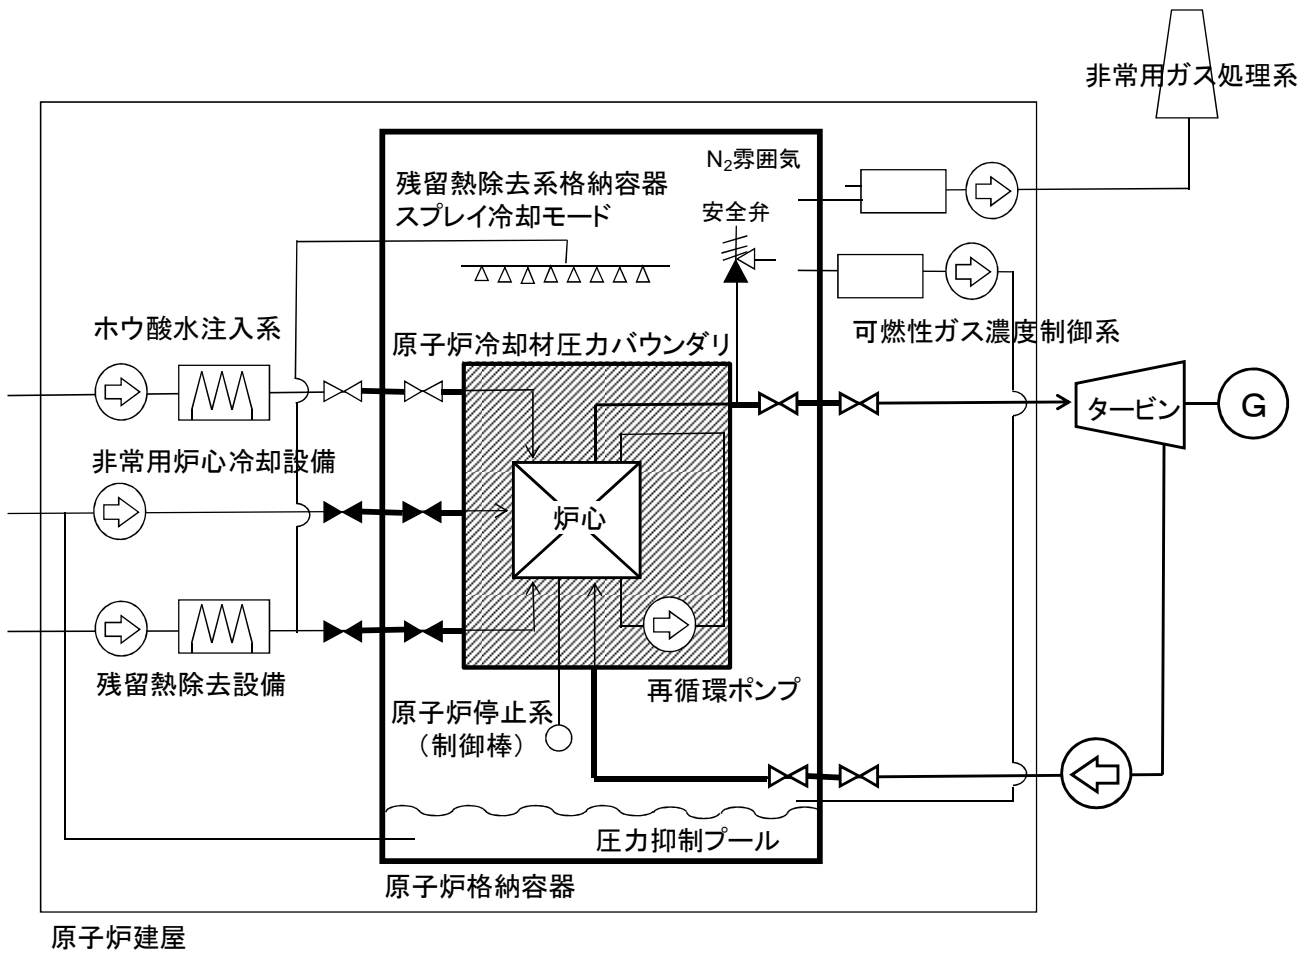 非常用ガス処理系
N₂雰囲気
残留熱除去系格納容器
スプレイ冷却モード
安全弁
ホウ酸水注入系
原子炉冷却材圧力バウンダリ
可燃性ガス濃度制御系
タービン
G
非常用炉心冷却設備
炉心
残留熱除去設備
再循環ポンプ
原子炉停止系
（制御棒）
圧力抑制プール
原子炉格納容器
原子炉建屋